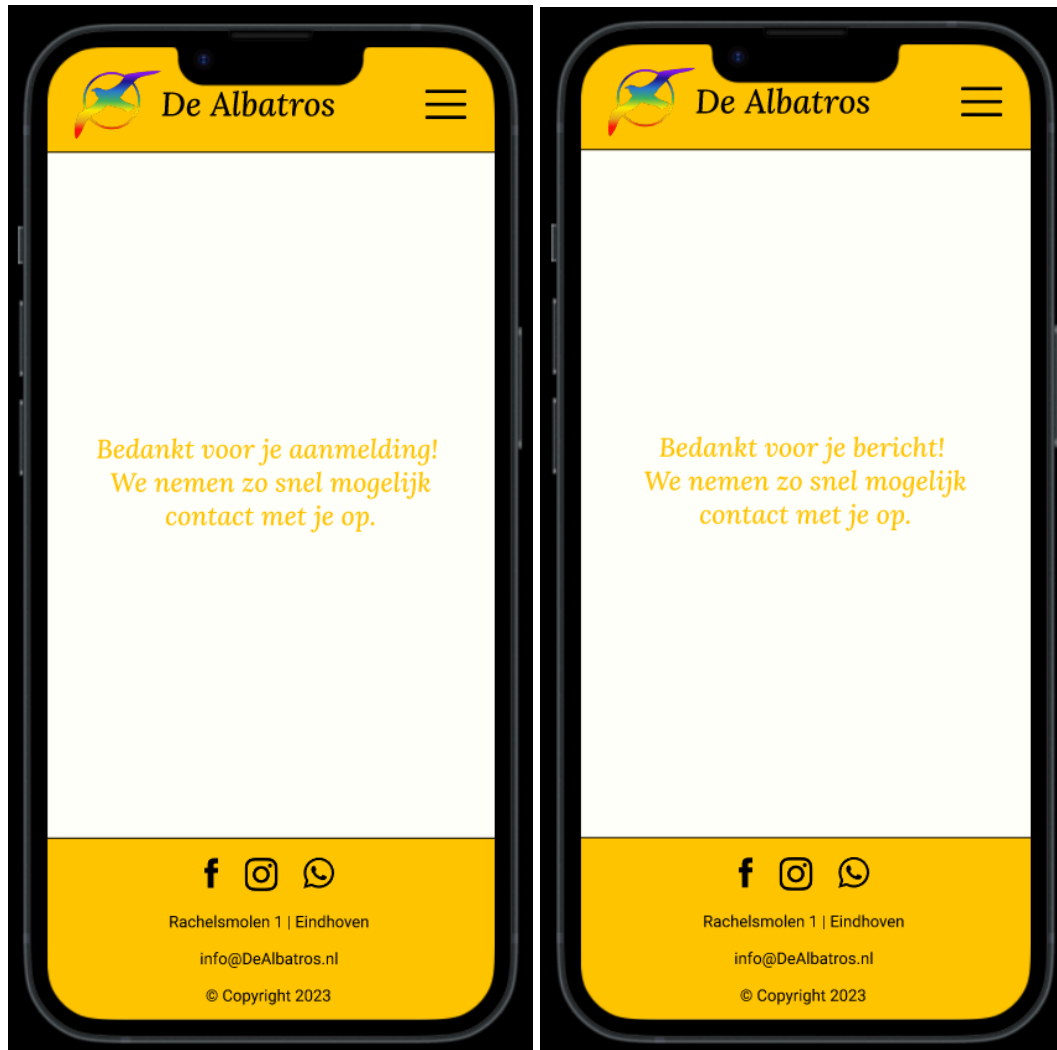 De Albatros
Bedankt voor je aanmelding!
We nemen zo snel mogelijk
contact met je op.
Rachelsmolen 1 | Eindhoven
info@DeAlbatros.nl
© Copyright 2023
De Albatros
Bedankt voor je bericht!
We nemen zo snel mogelijk
contact met je op.
Rachelsmolen 1 | Eindhoven
info@DeAlbatros.nl
© Copyright 2023